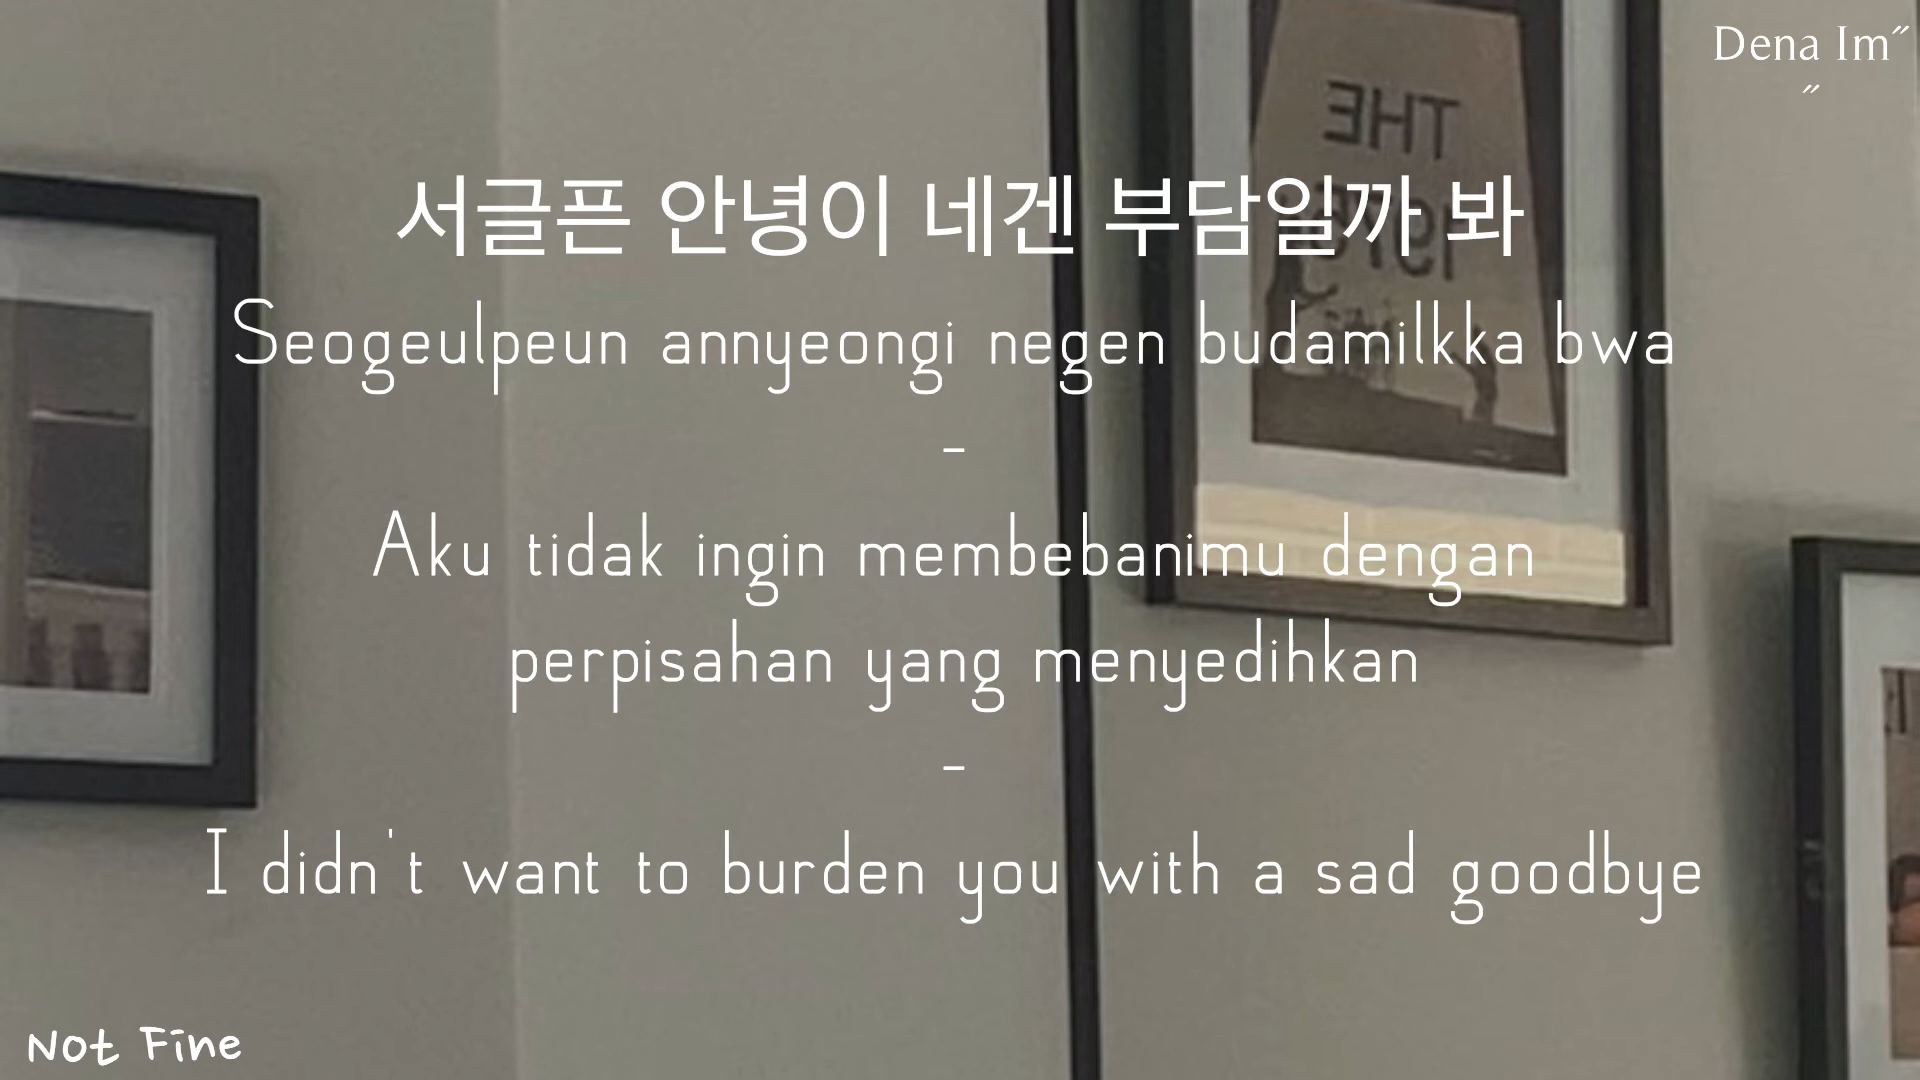 Dena Im″
″
THE
197
서글픈 안녕이 네겐 부담일까 봐
Seogeulpeun annyeongi negen budamilkka bwa
-
Aku tidak ingin membebanimu dengan
perpisahan yang menyedihkan
-
I didn't want to burden you with a sad goodbye
Not Fine